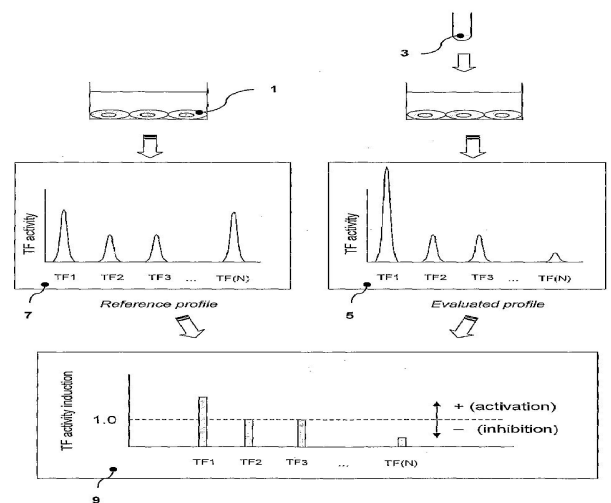 3
1
TF activity
TF1 TF2 TF3 ... TF(N)
7
Reference profile
TF activity
TF1 TF2 TF3 ... TF(N)
5
Evaluated profile
TF activity induction
1.0
+ (activation)
– (inhibition)
TF1 TF2 TF3 ... TF(N)
9